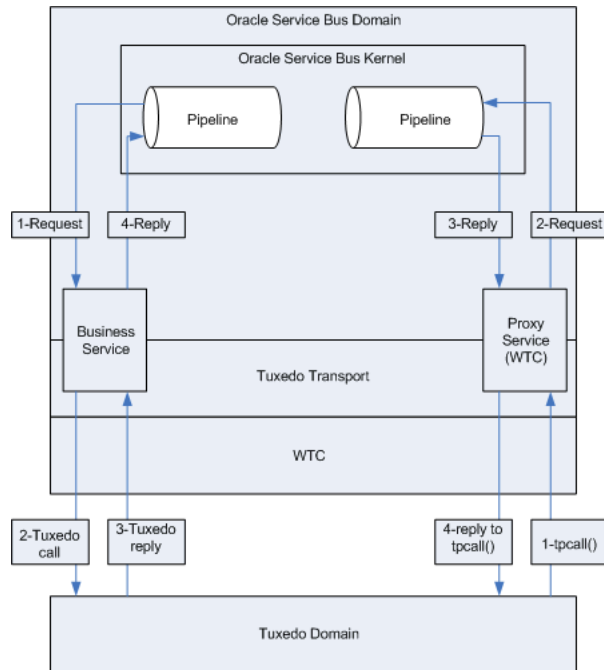 Oracle Service Bus Domain
Oracle Service Bus Kernel
Pipeline
Pipeline
1-Request
4-Reply
3-Reply
2-Request
Business
Service
Proxy
Service
(WTC)
Tuxedo Transport
WTC
2-Tuxedo
call
3-Tuxedo
reply
4-reply to
tpcall()
1-tpcall()
Tuxedo Domain